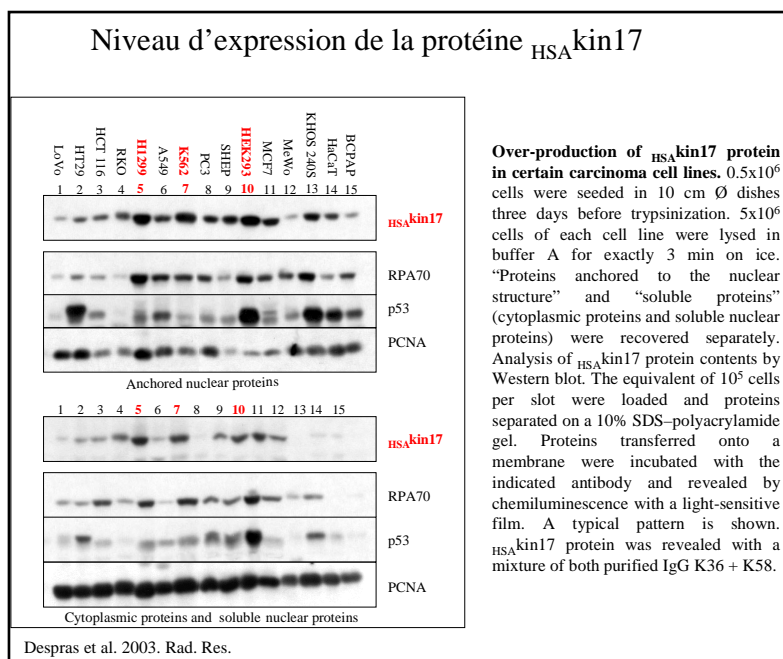 Niveau d’expression de la protéine HSAkin17
LoVo HT29 HCT 116 RKO H1299 A549 K562 PC3 SHEP HEK293 MCF7 MeWo KHOS 240S HaCaT BCPAP
1 2 3 4 5 6 7 8 9 10 11 12 13 14 15
HSAkin17
RPA70
p53
PCNA
Anchored nuclear proteins
1 2 3 4 5 6 7 8 9 10 11 12 13 14 15
HSAkin17
RPA70
p53
PCNA
Cytoplasmic proteins and soluble nuclear proteins
Over-production of HSAkin17 protein
in certain carcinoma cell lines. 0.5x10⁶
cells were seeded in 10 cm Ø dishes
three days before trypsinization. 5x10⁶
cells of each cell line were lysed in
buffer A for exactly 3 min on ice.
“Proteins anchored to the nuclear
structure” and “soluble proteins”
(cytoplasmic proteins and soluble nuclear
proteins) were recovered separately.
Analysis of HSAkin17 protein contents by
Western blot. The equivalent of 10⁵ cells
per slot were loaded and proteins
separated on a 10% SDS–polyacrylamide
gel. Proteins transferred onto a
membrane were incubated with the
indicated antibody and revealed by
chemiluminescence with a light-sensitive
film. A typical pattern is shown.
HSAkin17 protein was revealed with a
mixture of both purified IgG K36 + K58.
Despras et al. 2003. Rad. Res.